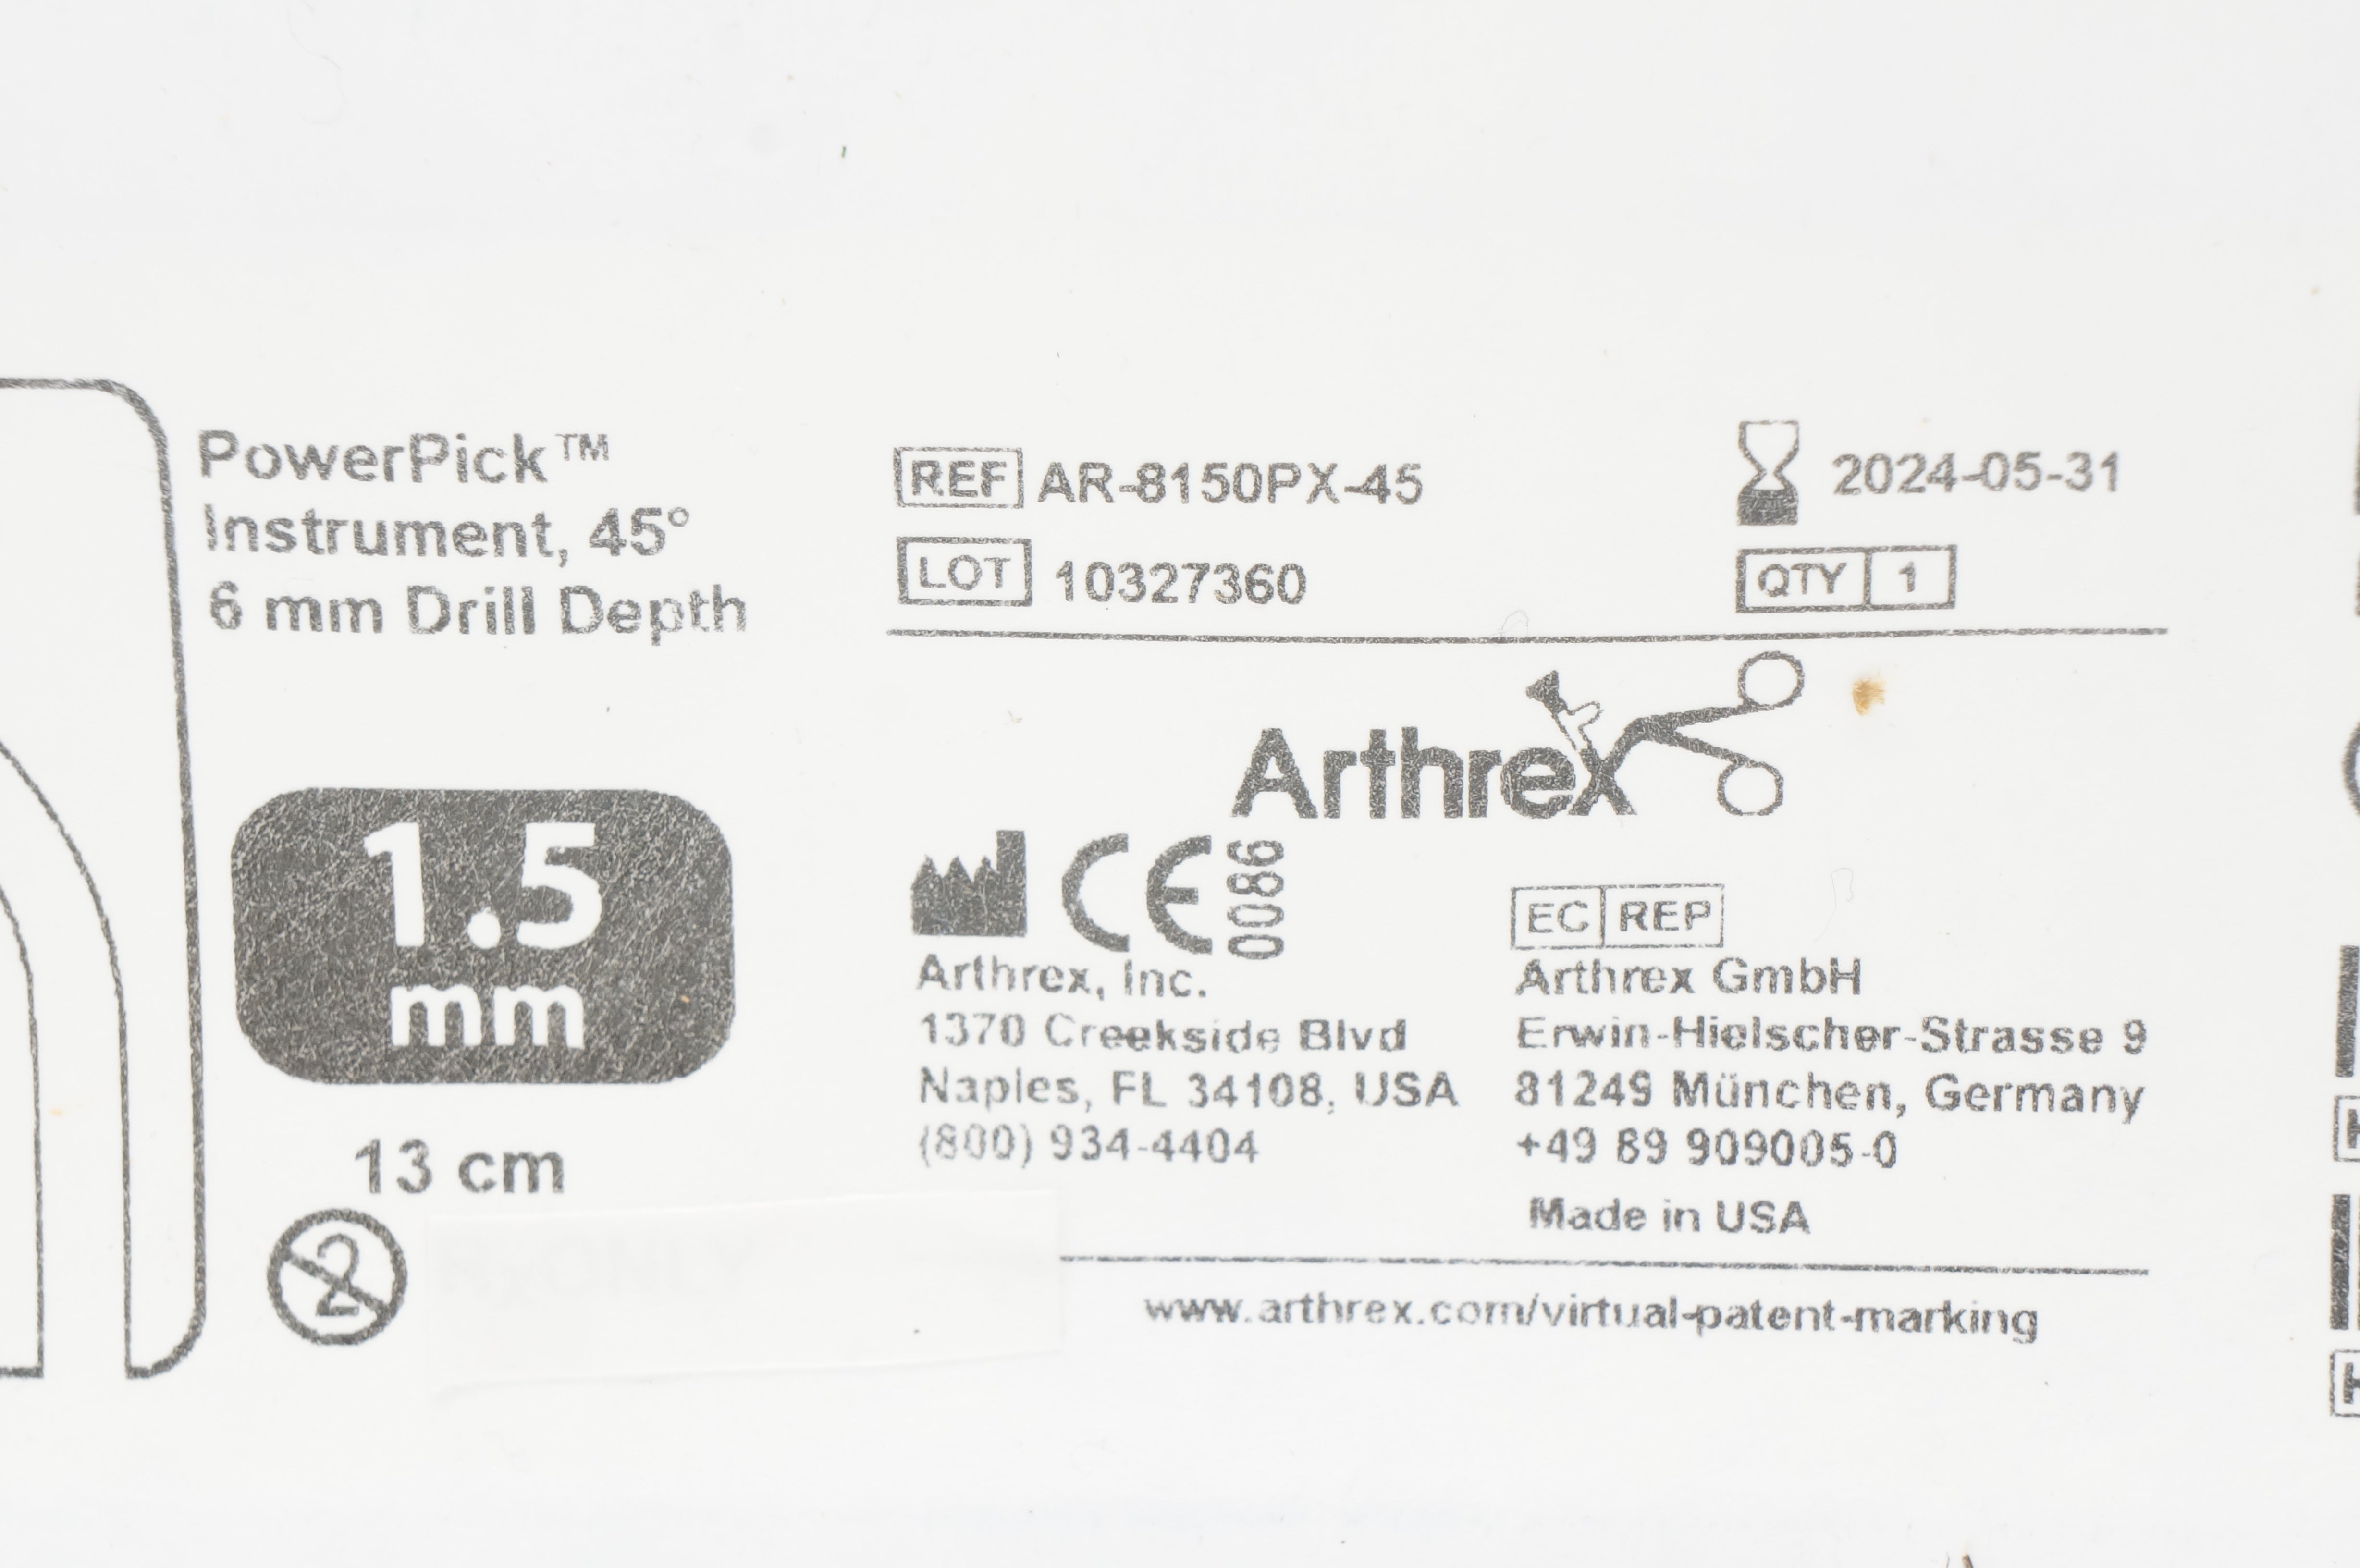 PowerPick™
Instrument, 45°
6 mm Drill Depth
1.5
mm
13 cm
2
REF AR-8150PX-45
LOT 10327360
2024-05-31
QTY 1
Arthrex
CE 0086
Arthrex, Inc.
1370 Creekside Blvd
Naples, FL 34108, USA
(800) 934-4404
EC REP
Arthrex GmbH
Erwin-Hielscher-Strasse 9
81249 München, Germany
+49 89 909005-0
Made in USA
www.arthrex.com/virtual-patent-marking